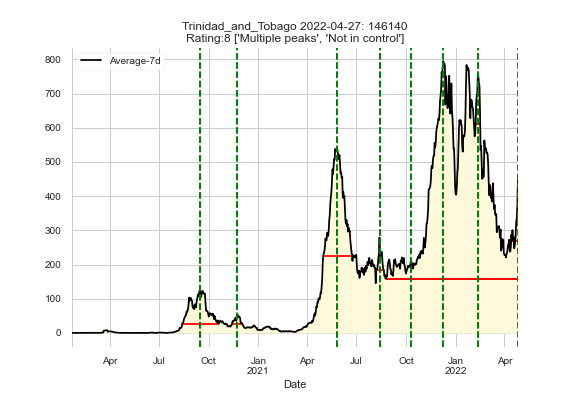 Trinidad_and_Tobago 2022-04-27: 146140
Rating:8 ['Multiple peaks', 'Not in control']
Average-7d
800
700
600
500
400
300
200
100
0
Apr Jul Oct Jan Apr Jul Oct Jan Apr
2021 2022
Date